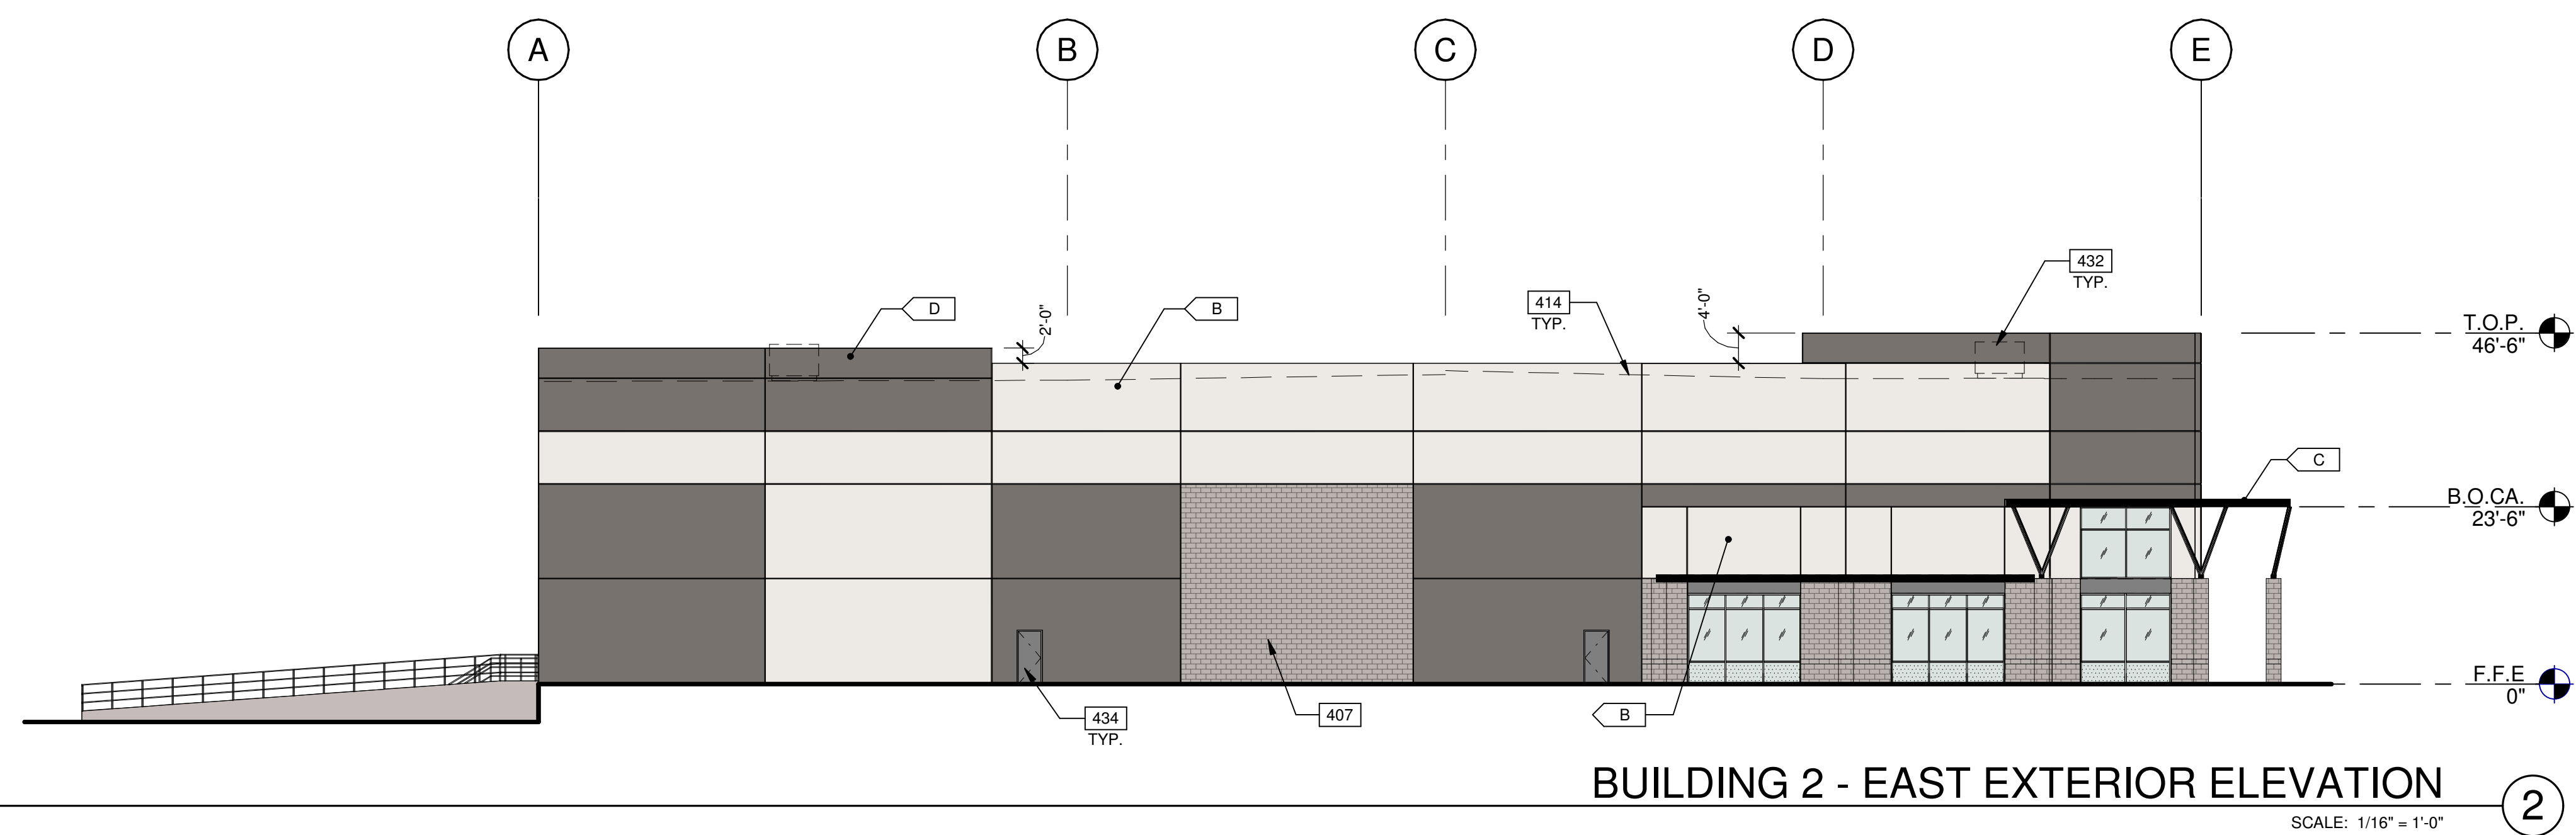 A B C D E
432
TYP.
D
B
414
TYP.
2'-0"
4'-0"
T.O.P.
46'-6"
C
B.O.CA.
23'-6"
F.F.E
0"
434
TYP.
407
B
BUILDING 2 - EAST EXTERIOR ELEVATION
2
SCALE: 1/16" = 1'-0"